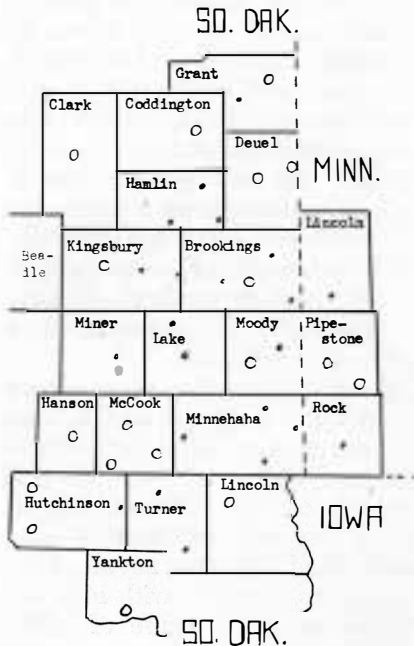 SO. DAK.
Grant
Clark
Coddington
Deuel
MINN.
Hamlin
Lincoln
Bea-
dle
Kingsbury
Brookings
Miner
Lake
Moody
Pipe-
stone
Hanson
McCook
Minnehaha
Rock
Hutchinson
Turner
Lincoln
IOWA
Yankton
SO. DAK.